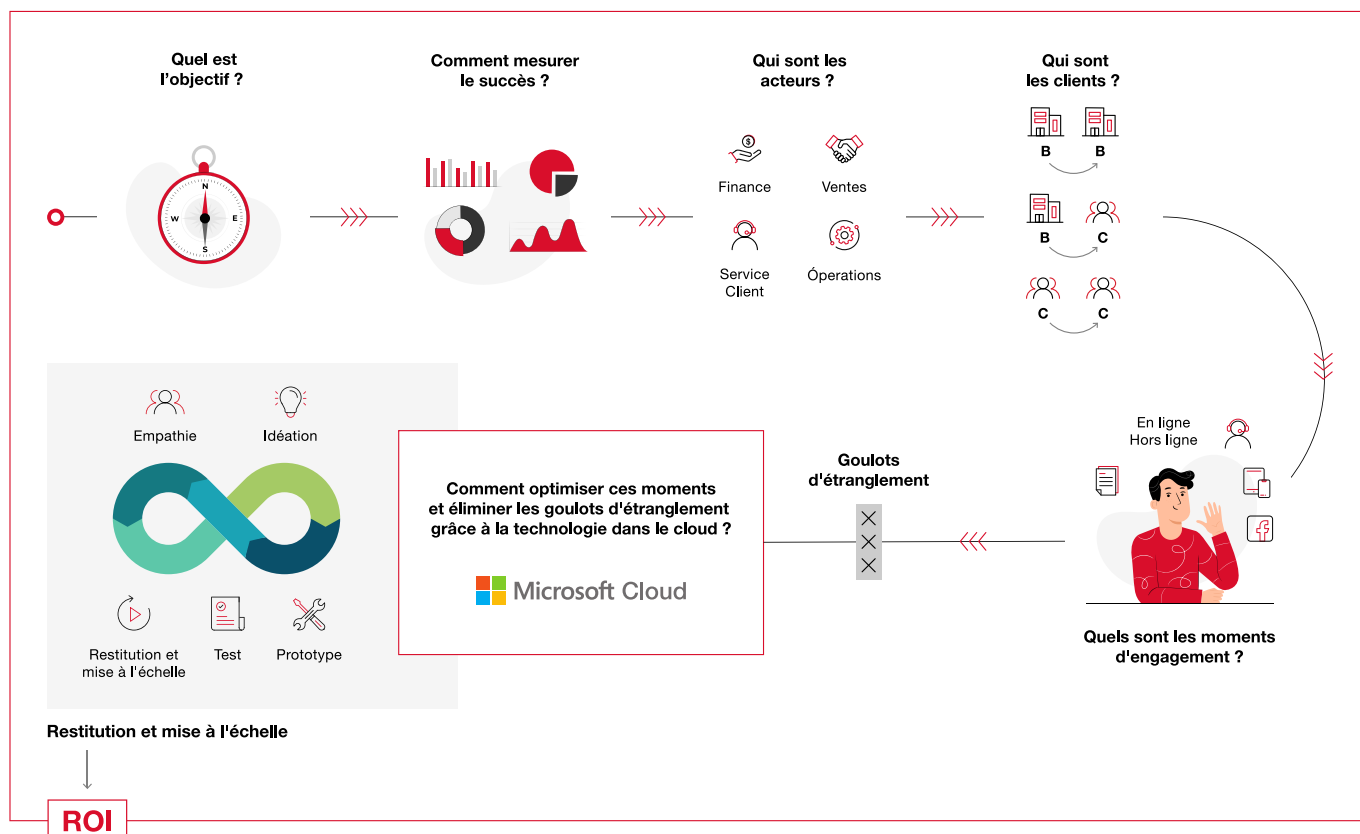 Quel est
l'objectif ?
Comment mesurer
le succès ?
Qui sont les
acteurs ?
Qui sont
les clients ?
N
W
E
S
Finance
Ventes
Service
Client
Óperations
B
B
B
C
C
C
En ligne
Hors ligne
Quels sont les moments
d'engagement ?
Goulots
d'étranglement
Comment optimiser ces moments
et éliminer les goulots d'étranglement
grâce à la technologie dans le cloud ?
Microsoft Cloud
Empathie
Idéation
Restitution et
mise à l'échelle
Test
Prototype
Restitution et mise à l'échelle
ROI